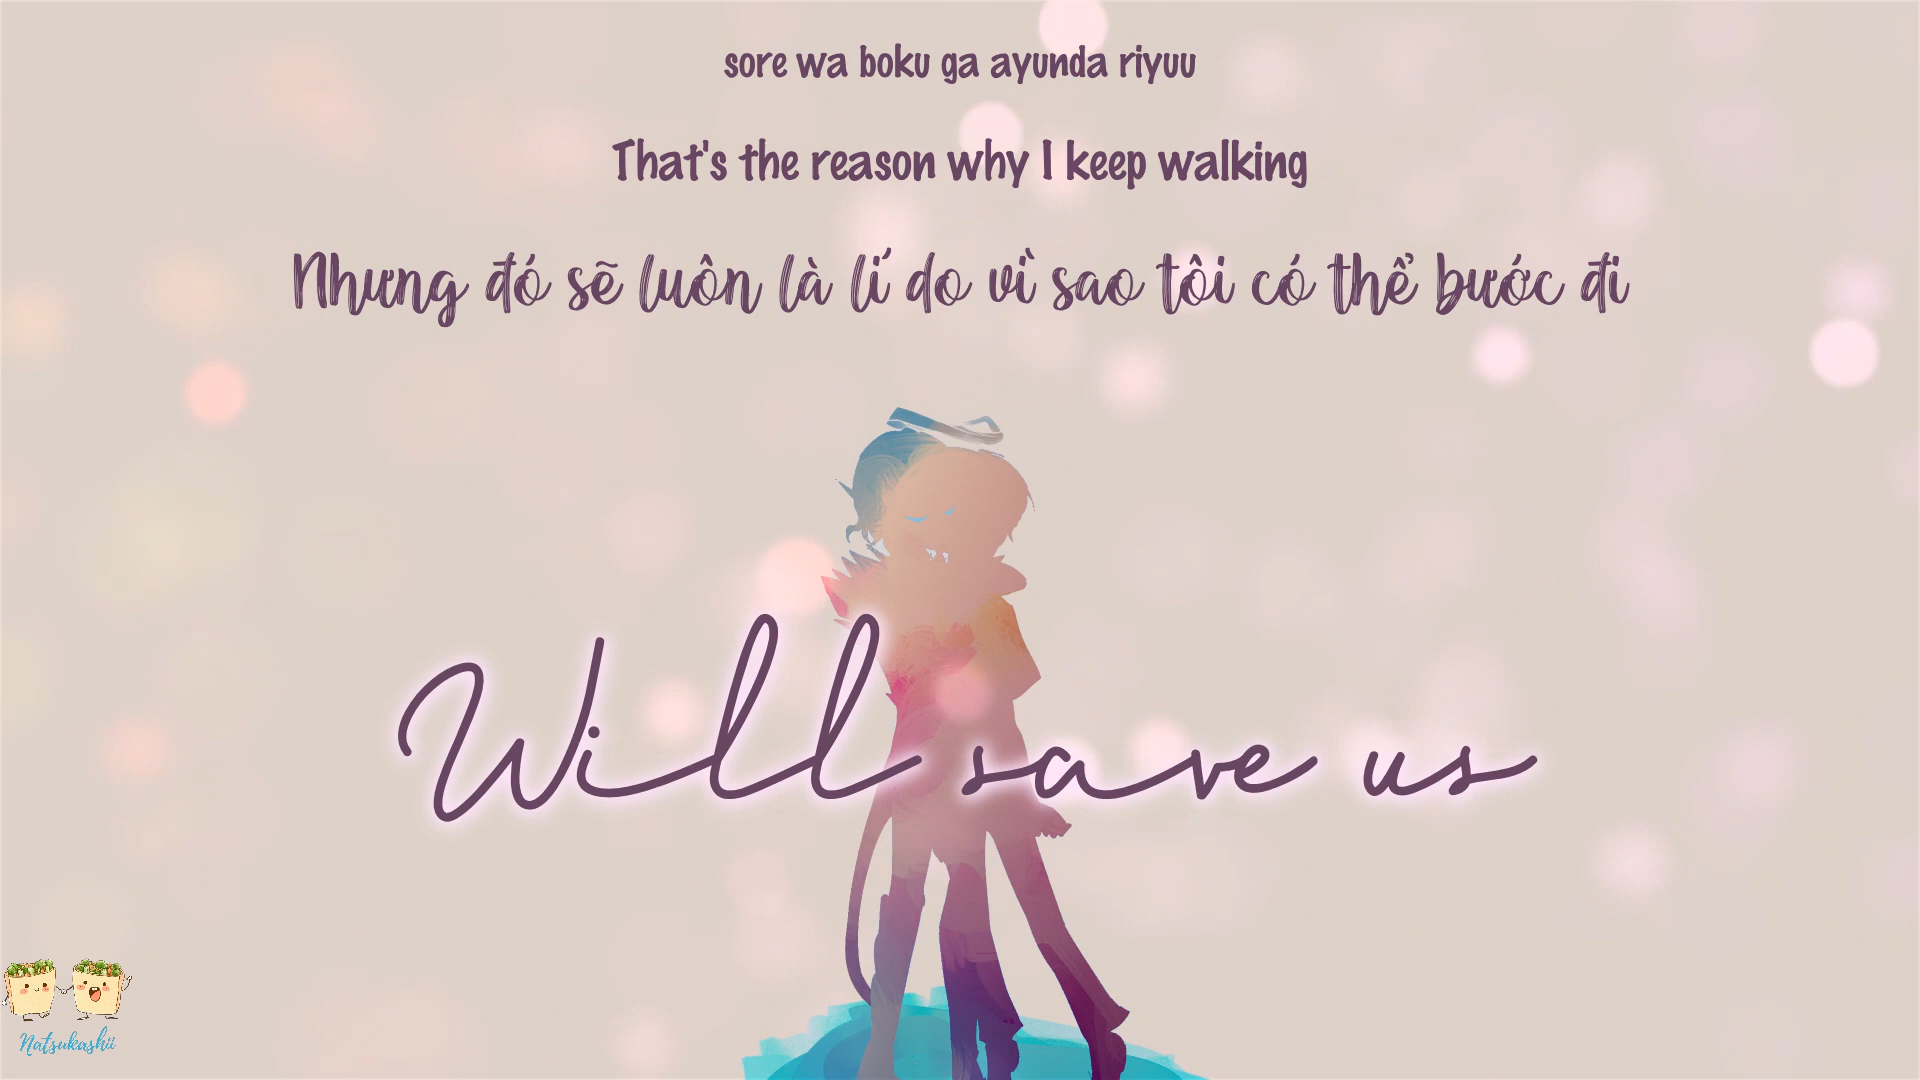 sore wa boku ga ayunda riyuu
That's the reason why I keep walking
Nhưng đó sẽ luôn là lí do vì sao tôi có thể bước đi
Will save us
Natsukashii